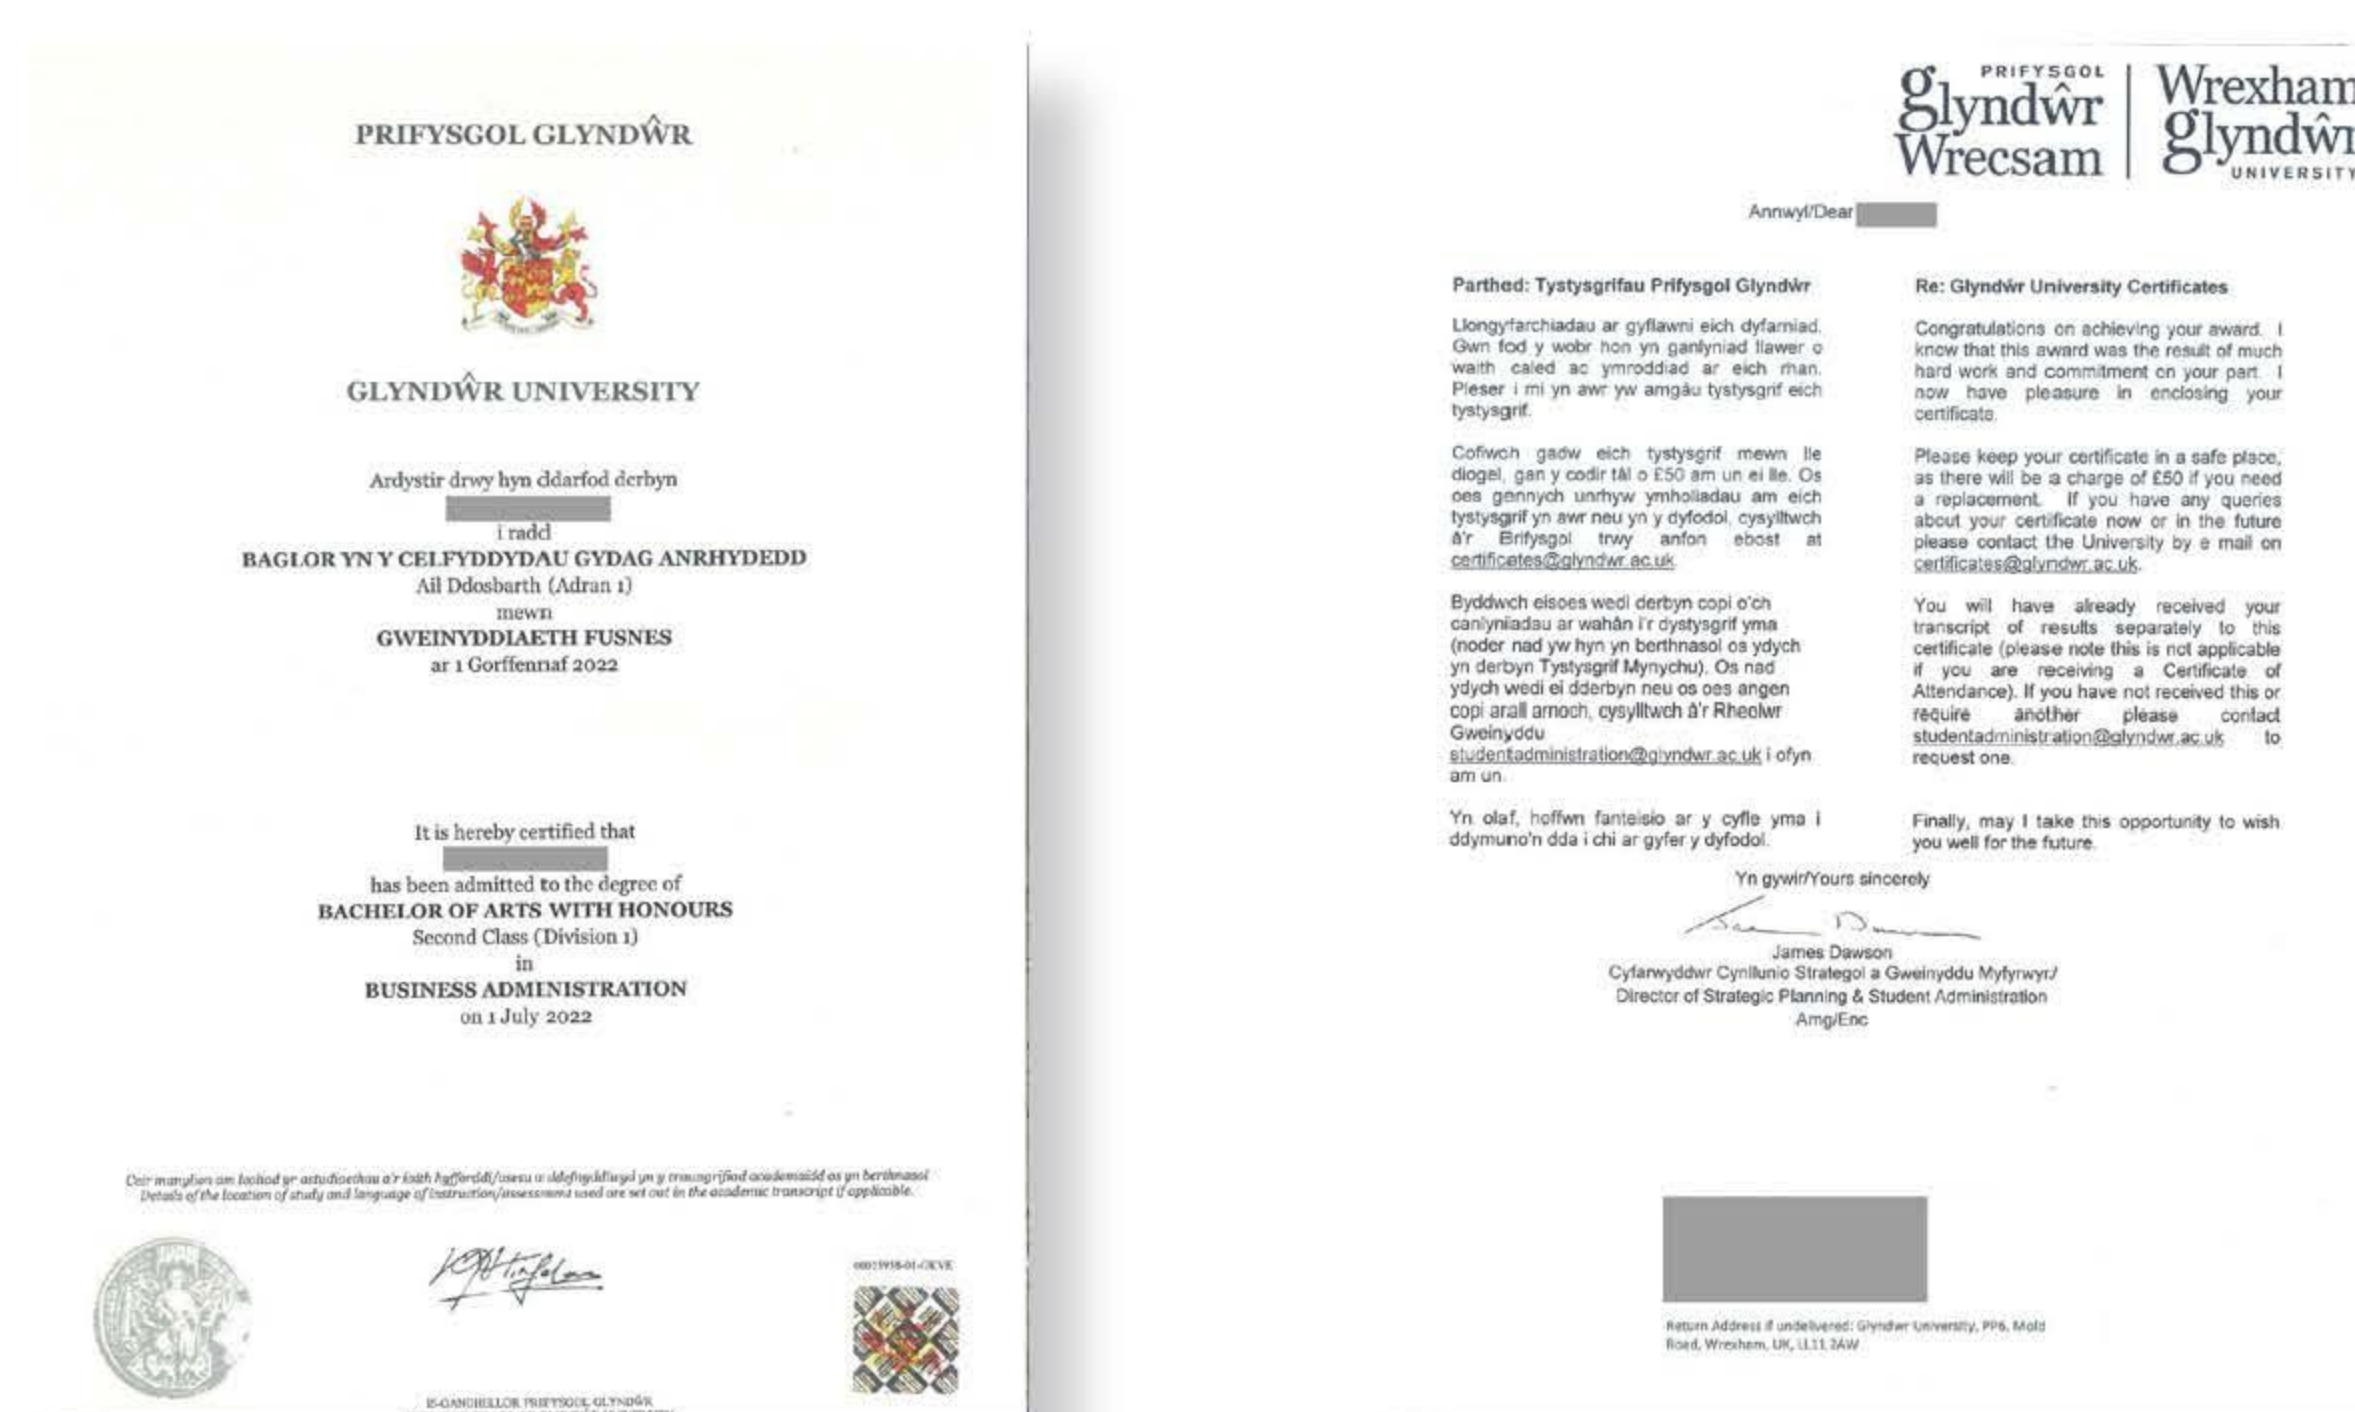 PRIFYSGOL GLYNDŴR
GLYNDŴR UNIVERSITY
Ardystir drwy hyn ddarfod derbyn
i radd
BAGLOR YN Y CELFYDDYDAU GYDAG ANRHYDEDD
Ail Ddosbarth (Adran 1)
mewn
GWEINYDDIAETH FUSNES
ar 1 Gorffennaf 2022
It is hereby certified that
has been admitted to the degree of
BACHELOR OF ARTS WITH HONOURS
Second Class (Division 1)
in
BUSINESS ADMINISTRATION
on 1 July 2022
Ceir manylion am leoliad yr astudiaethau a'r iaith os yn berthnasol
Details of the location of study and language of instruction/assessment used are set out in the academic transcript if applicable.
IS-GANGHELLOR PRIFYSGOL GLYNDŴR
PRIFYSGOL
glyndŵr
Wrecsam
Wrexham
glyndŵr
UNIVERSITY
Annwyl/Dear
Parthed: Tystysgrifau Prifysgol Glyndŵr
Llongyfarchiadau ar gyflawni eich dyfarniad.
Gwn fod y wobr hon yn ganlyniad llawer o
waith caled ac ymroddiad ar eich rhan.
Pleser i mi yn awr yw amgáu tystysgrif eich
tystysgrif.
Cofiwch gadw eich tystysgrif mewn lle
diogel, gan y codir tâl o £50 am un ei lle. Os
oes gennych unrhyw ymholiadau am eich
tystysgrif yn awr neu yn y dyfodol, cysylltwch
â'r Brifysgol trwy anfon ebost at
certificates@glyndwr.ac.uk.
Byddwch eisoes wedi derbyn copi o'ch
canlyniadau ar wahân i'r dystysgrif yma
(noder nad yw hyn yn berthnasol os ydych
yn derbyn Tystysgrif Mynychu). Os nad
ydych wedi ei dderbyn neu os oes angen
copi arall arnoch, cysylltwch â'r Rheolwr
Gweinyddu
studentadministration@glyndwr.ac.uk i ofyn
am un.
Yn olaf, hoffwn fanteisio ar y cyfle yma i
ddymuno'n dda i chi ar gyfer y dyfodol.
Re: Glyndŵr University Certificates
Congratulations on achieving your award. I
know that this award was the result of much
hard work and commitment on your part. I
now have pleasure in enclosing your
certificate.
Please keep your certificate in a safe place,
as there will be a charge of £50 if you need
a replacement. If you have any queries
about your certificate now or in the future
please contact the University by e mail on
certificates@glyndwr.ac.uk.
You will have already received your
transcript of results separately to this
certificate (please note this is not applicable
if you are receiving a Certificate of
Attendance). If you have not received this or
require another please contact
studentadministration@glyndwr.ac.uk to
request one.
Finally, may I take this opportunity to wish
you well for the future.
Yn gywir/Yours sincerely
James Dawson
Cyfarwyddwr Cynllunio Strategol a Gweinyddu Myfyrwyr/
Director of Strategic Planning & Student Administration
Amg/Enc
Return Address if undelivered: Glyndwr University, PP6, Mold
Road, Wrexham, UK, LL11 2AW